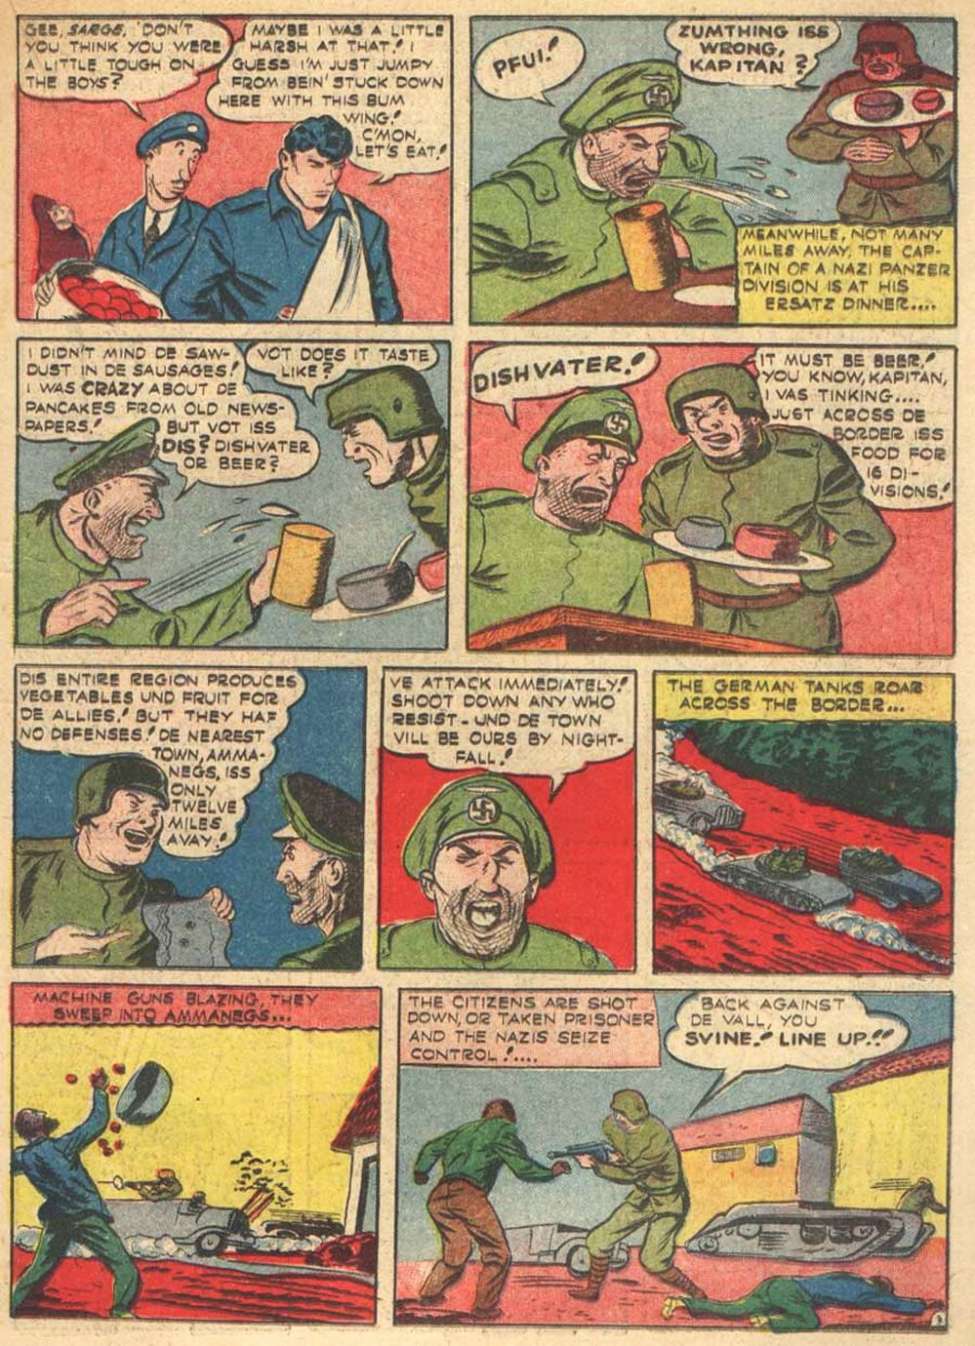 GEE, SARGE, DON'T
YOU THINK YOU WERE
A LITTLE TOUGH ON
THE BOYS?
MAYBE I WAS A LITTLE
HARSH AT THAT! I
GUESS I'M JUST JUMPY
FROM BEIN' STUCK DOWN
HERE WITH THIS BUM
WING!
C'MON,
LET'S EAT!
PFUI!
ZUMTHING ISS
WRONG,
KAPITAN?
MEANWHILE, NOT MANY
MILES AWAY, THE CAP-
TAIN OF A NAZI PANZER
DIVISION IS AT HIS
ERSATZ DINNER....
I DIDN'T MIND DE SAW-
DUST IN DE SAUSAGES!
I WAS CRAZY ABOUT DE
PANCAKES FROM OLD NEWS-
PAPERS!
BUT VOT ISS
DIS? DISHVATER
OR BEER?
VOT DOES IT TASTE
LIKE?
DISHVATER!
IT MUST BE BEER!
YOU KNOW, KAPITAN,
I VAS TINKING....
JUST ACROSS DE
BORDER ISS
FOOD FOR
16 DI-
VISIONS!
DIS ENTIRE REGION PRODUCES
VEGETABLES UND FRUIT FOR
DE ALLIES! BUT THEY HAF
NO DEFENSES! DE NEAREST
TOWN, AMMA-
NEGS, ISS
ONLY
TWELVE
MILES
AVAY!
VE ATTACK IMMEDIATELY!
SHOOT DOWN ANY WHO
RESIST - UND DE TOWN
VILL BE OURS BY NIGHT-
FALL!
THE GERMAN TANKS ROAR
ACROSS THE BORDER...
MACHINE GUNS BLAZING, THEY
SWEEP INTO AMMANEGS...
THE CITIZENS ARE SHOT
DOWN, OR TAKEN PRISONER
AND THE NAZIS SEIZE
CONTROL!....
BACK AGAINST
DE VALL, YOU
SVINE! LINE UP!!
3